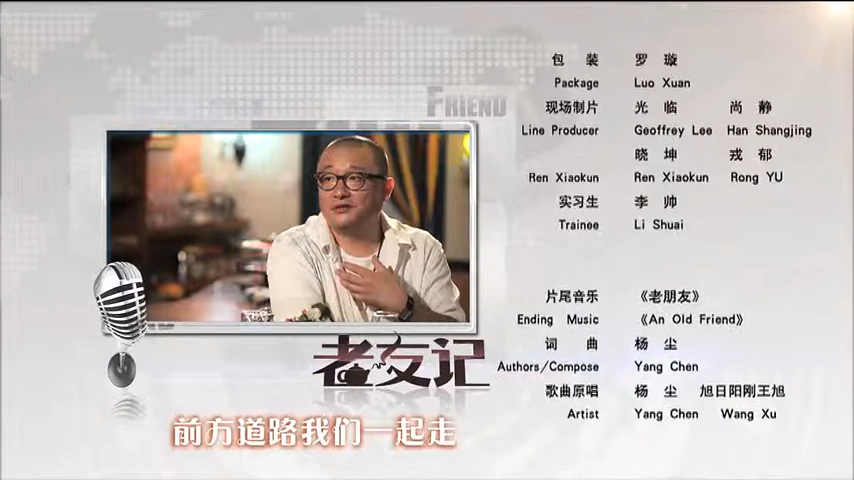 FRIEND
老友记
前方道路我们一起走
包 装 罗 璇
Package Luo Xuan
现场制片 光 临 尚 静
Line Producer Geoffrey Lee Han Shangjing
晓 坤 戎 郁
Ren Xiaokun Ren Xiaokun Rong YU
实习生 李 帅
Trainee Li Shuai
片尾音乐 《老朋友》
Ending Music 《An Old Friend》
词 曲 杨 尘
Authors/Compose Yang Chen
歌曲原唱 杨 尘 旭日阳刚王旭
Artist Yang Chen Wang Xu